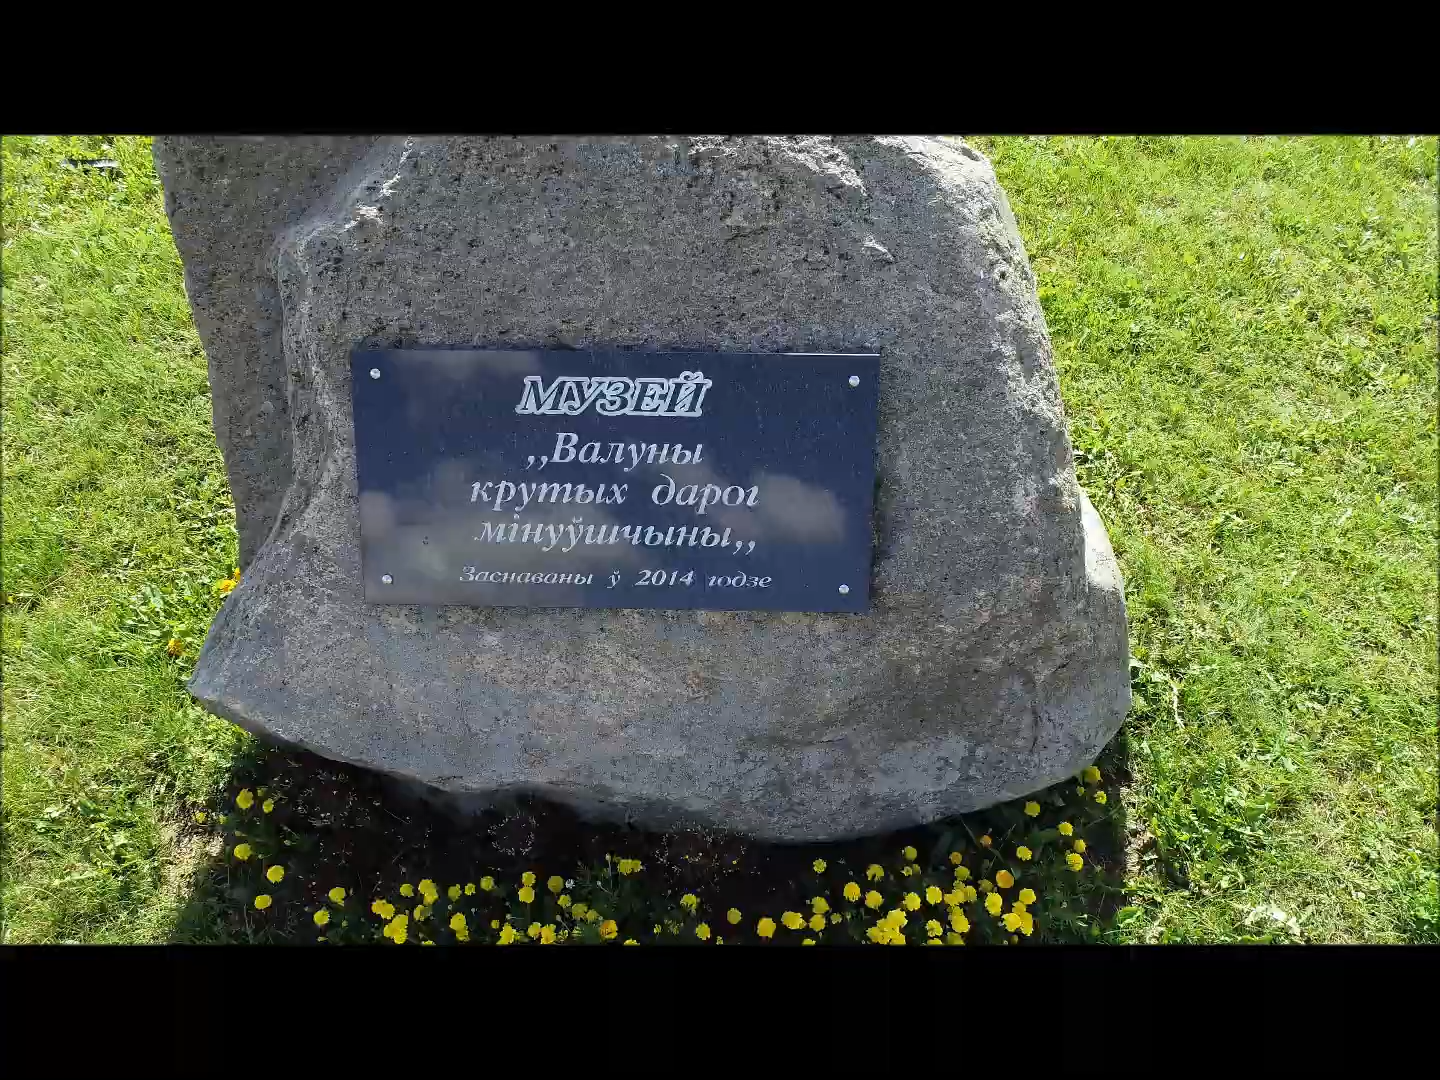 МУЗЕЙ
,,Валуны
крутых дарог
мінуўшчыны,,
Заснаваны ў 2014 годзе